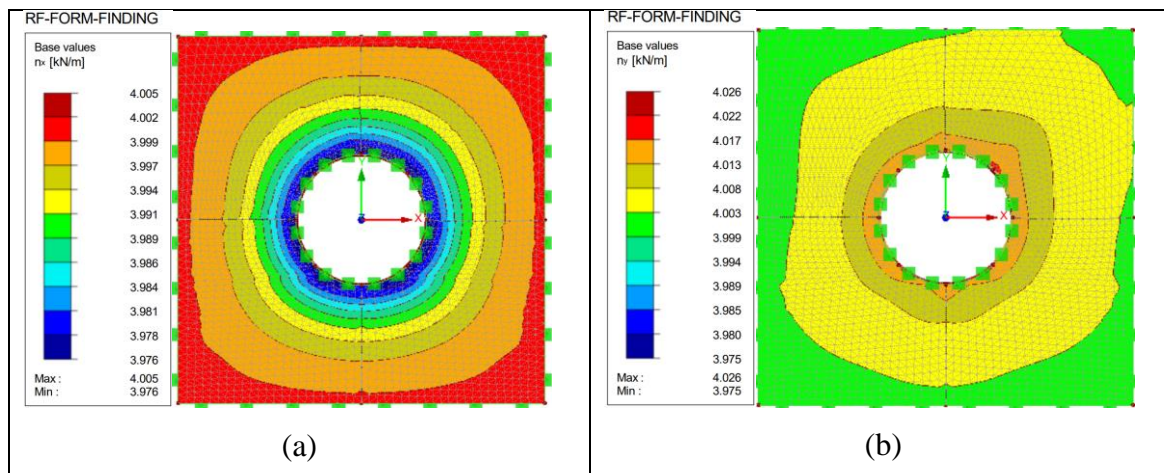 RF-FORM-FINDING
Base values
nx [kN/m]
4.005
4.002
3.999
3.997
3.994
3.991
3.989
3.986
3.984
3.981
3.978
3.976
Max : 4.005
Min : 3.976
Y
X
(a)
RF-FORM-FINDING
Base values
ny [kN/m]
4.026
4.022
4.017
4.013
4.008
4.003
3.999
3.994
3.989
3.985
3.980
3.975
Max : 4.026
Min : 3.975
Y
X
(b)